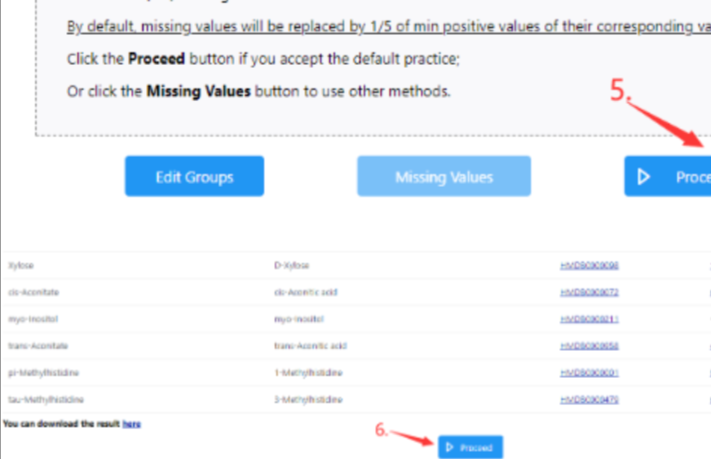 By default, missing values will be replaced by 1/5 of min positive values of their corresponding va
Click the Proceed button if you accept the default practice;
Or click the Missing Values button to use other methods.
5.
Edit Groups Missing Values Proce
Xylose D-Xylose HMDB0000098
cis-Aconitate cis-Aconitic acid HMDB0000072
myo-Inositol myo-Inositol HMDB0000211
trans-Aconitate trans-Aconitic acid HMDB0000958
pi-Methylhistidine 1-Methylhistidine HMDB0000001
tau-Methylhistidine 3-Methylhistidine HMDB0000479
You can download the result here
6.
Proceed